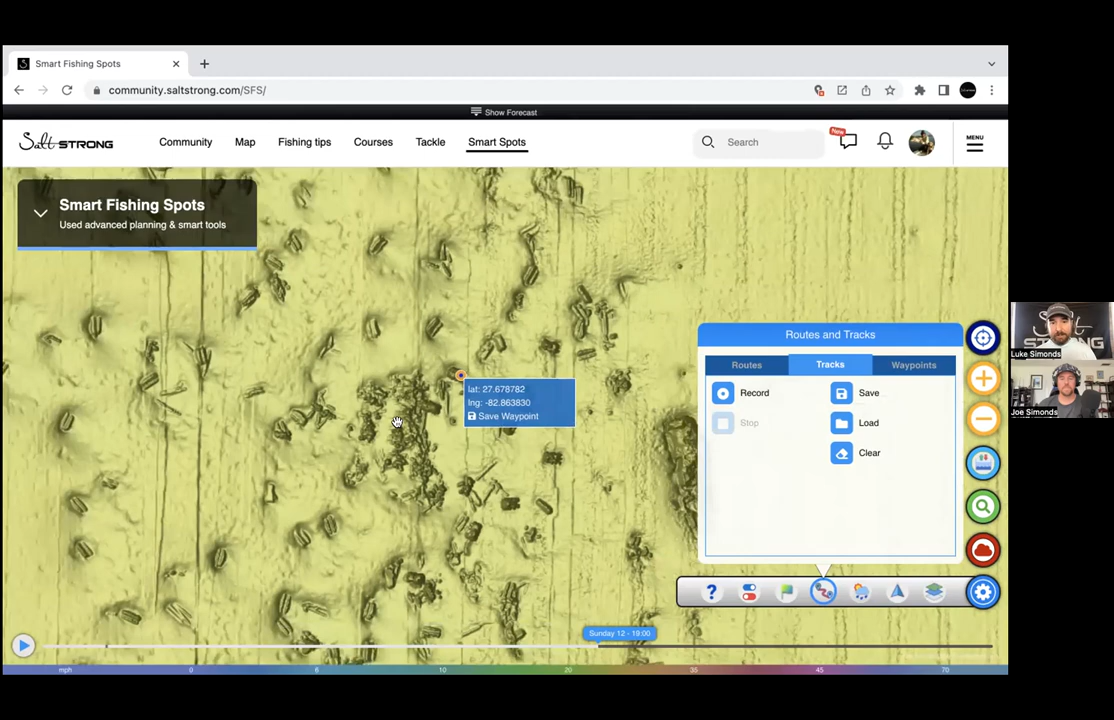 Smart Fishing Spots
community.saltstrong.com/SFS/
Show Forecast
Salt STRONG
Community
Map
Fishing tips
Courses
Tackle
Smart Spots
Search
New
MENU
Smart Fishing Spots
Used advanced planning & smart tools
lat: 27.678782
lng: -82.863830
Save Waypoint
Routes and Tracks
Routes
Tracks
Waypoints
Record
Save
Stop
Load
Clear
?
Sunday 12 - 19:00
mph
0
6
10
20
35
45
70
Salt
STRONG
Luke Simonds
Joe Simonds